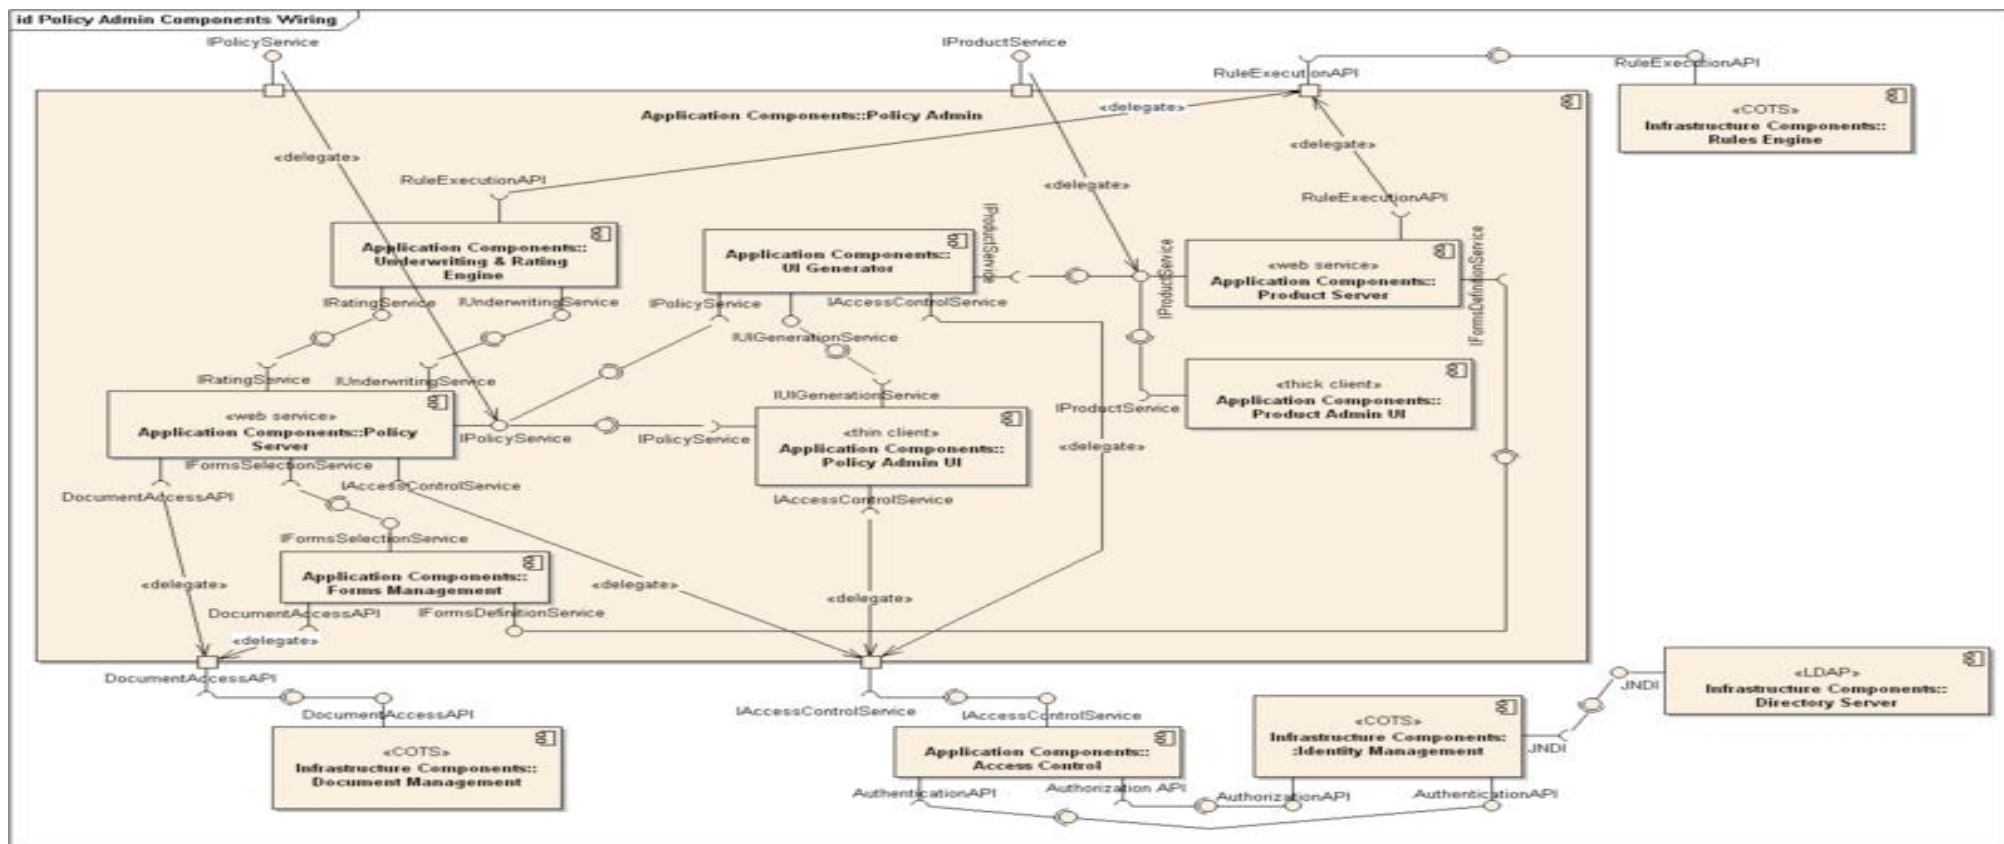 id Policy Admin Components Wiring
IPolicyService
IProductService
RuleExecutionAPI
RuleExecutionAPI
Application Components::Policy Admin
«delegate»
«COTS»
Infrastructure Components::
Rules Engine
«delegate»
«delegate»
«delegate»
RuleExecutionAPI
RuleExecutionAPI
Application Components::
Underwriting & Rating
Engine
Application Components::
UI Generator
IProductService
IProductService
«web service»
Application Components::
Product Server
IFormsDefinitionService
IRatingService
IUnderwritingService
IPolicyService
IAccessControlService
IUIGenerationService
IRatingService
IUnderwritingService
IUIGenerationService
IProductService
«thick client»
Application Components::
Product Admin UI
«web service»
Application Components::Policy
Server
IPolicyService
IPolicyService
«thin client»
Application Components::
Policy Admin UI
«delegate»
IFormsSelectionService
DocumentAccessAPI
IAccessControlService
IAccessControlService
IFormsSelectionService
«delegate»
Application Components::
Forms Management
«delegate»
«delegate»
DocumentAccessAPI
IFormsDefinitionService
«delegate»
DocumentAccessAPI
DocumentAccessAPI
«COTS»
Infrastructure Components::
Document Management
IAccessControlService
IAccessControlService
Application Components::
Access Control
AuthenticationAPI
Authorization API
«COTS»
Infrastructure Components:
:Identity Management
AuthorizationAPI
AuthenticationAPI
JNDI
JNDI
«LDAP»
Infrastructure Components::
Directory Server